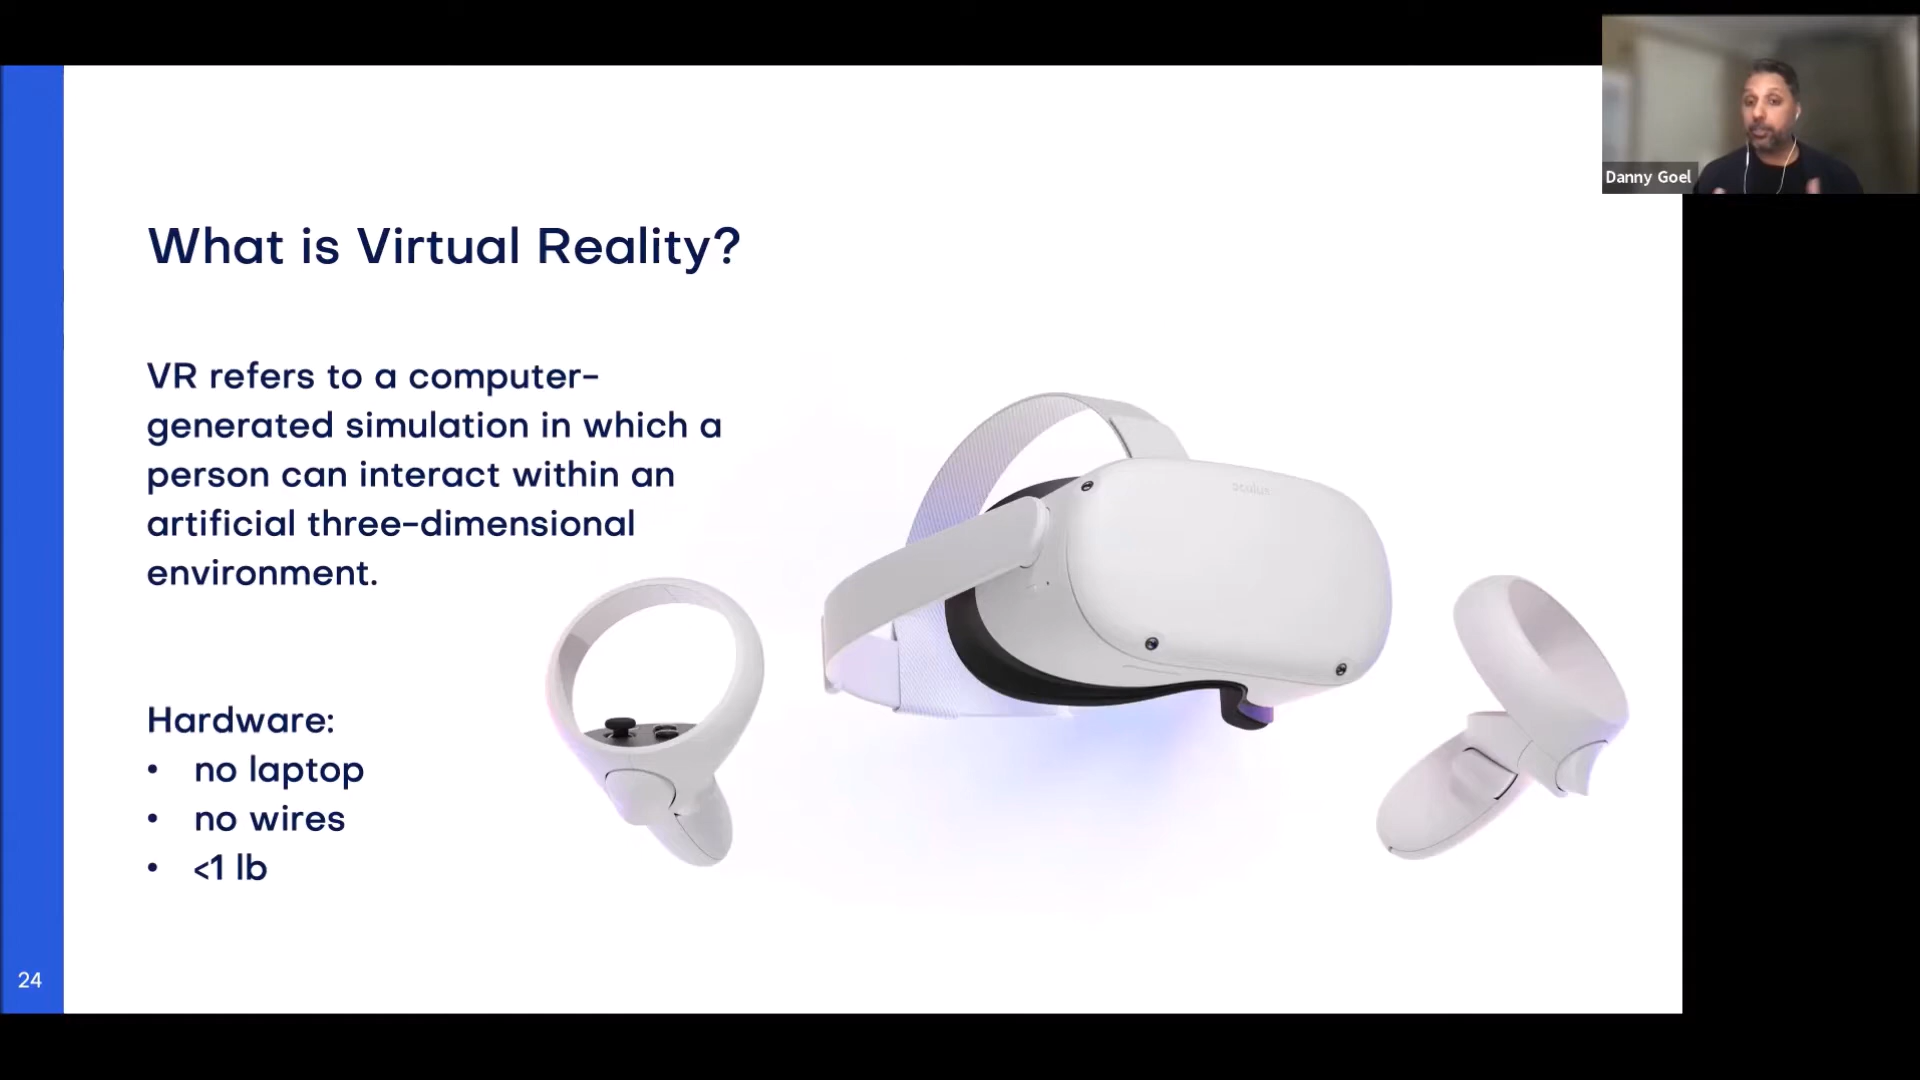 Danny Goel
What is Virtual Reality?
VR refers to a computer-
generated simulation in which a
person can interact within an
artificial three-dimensional
environment.
oculus
Hardware:
• no laptop
• no wires
• <1 lb
24